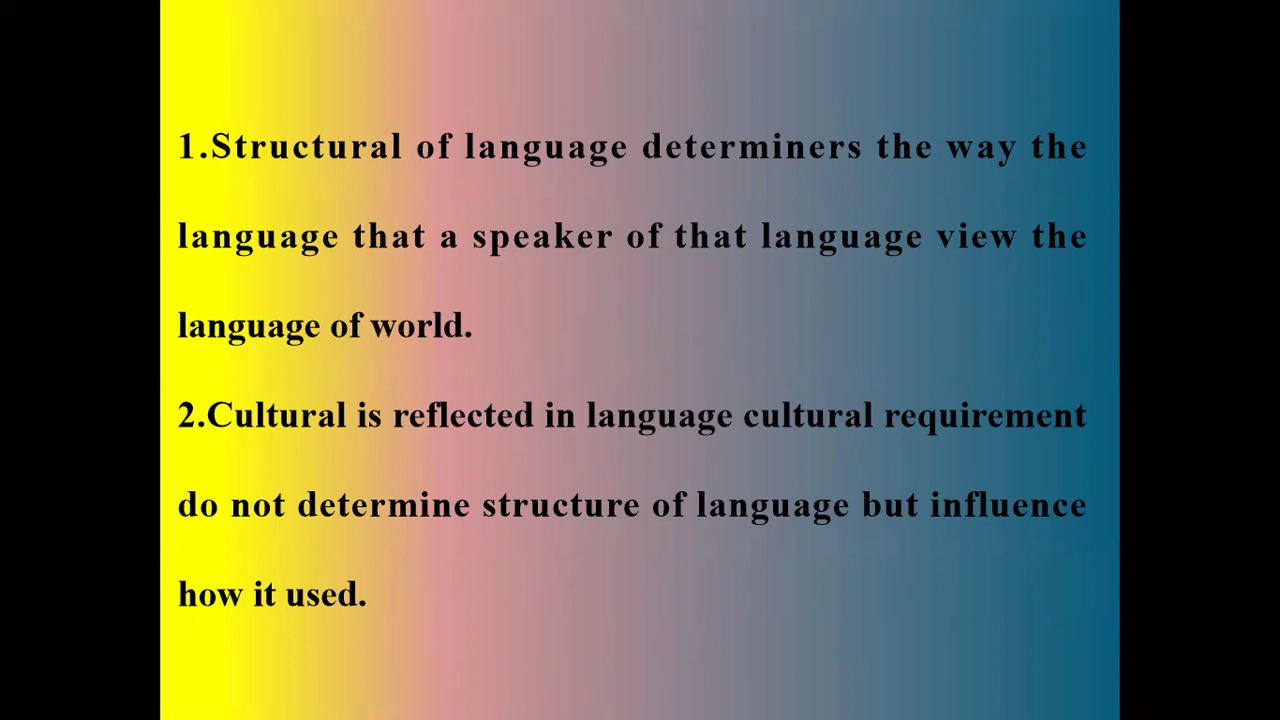 1.Structural of language determiners the way the
language that a speaker of that language view the
language of world.
2.Cultural is reflected in language cultural requirement
do not determine structure of language but influence
how it used.